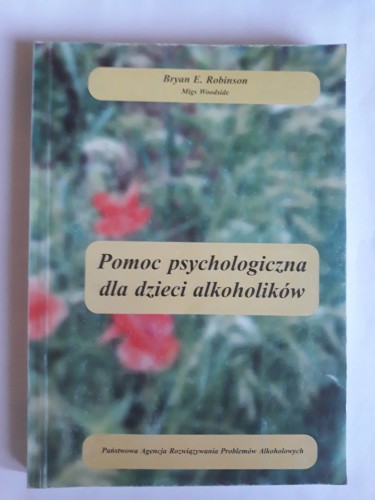 Bryan E. Robinson
Migs Woodside
Pomoc psychologiczna
dla dzieci alkoholików
Państwowa Agencja Rozwiązywania Problemów Alkoholowych